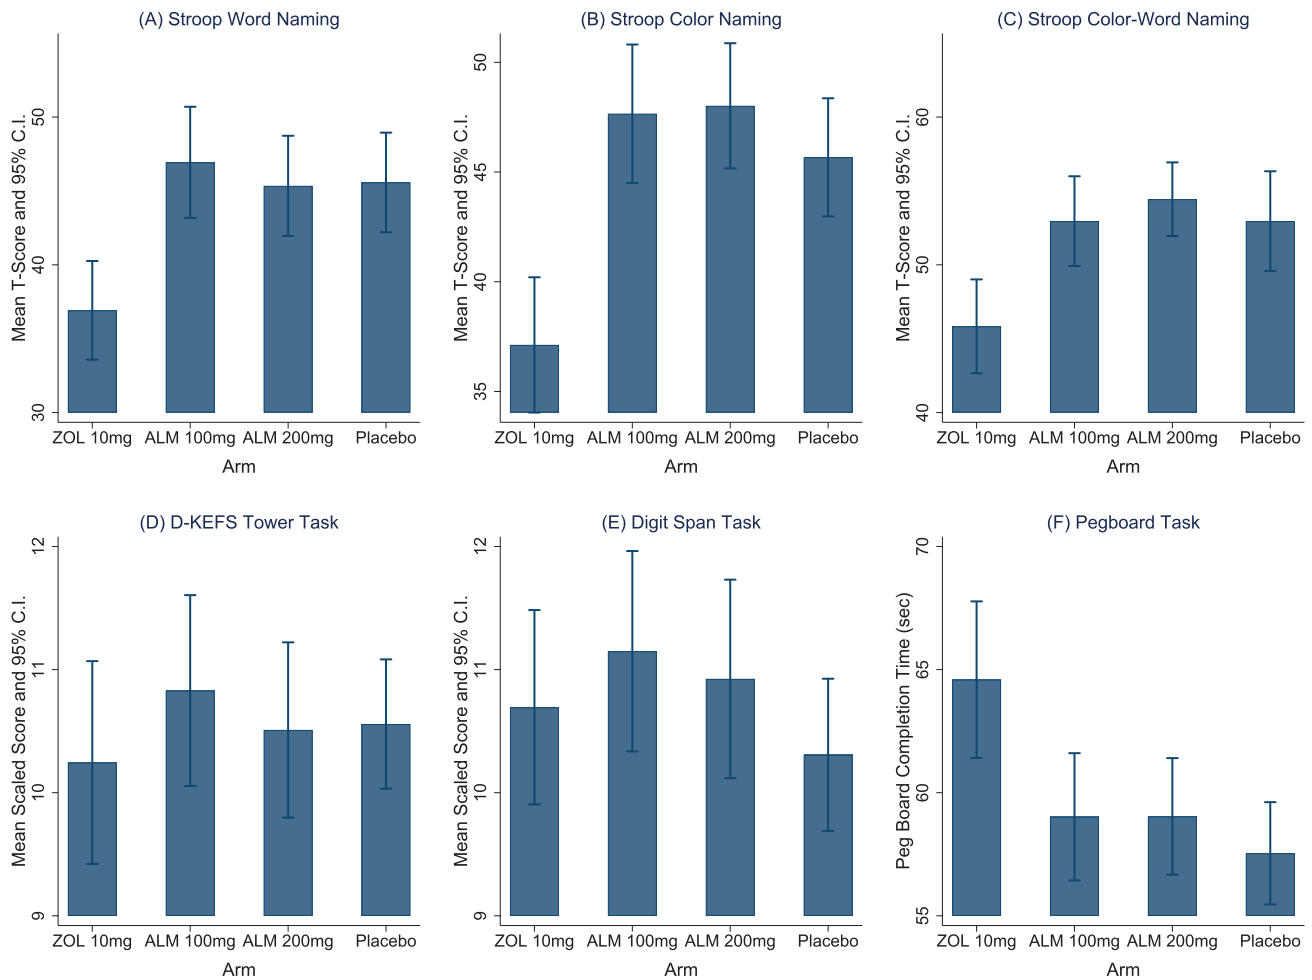 (A) Stroop Word Naming
Mean T-Score and 95% C.I.
50
40
30
ZOL 10mg ALM 100mg ALM 200mg Placebo
Arm
(B) Stroop Color Naming
Mean T-Score and 95% C.I.
50
45
40
35
ZOL 10mg ALM 100mg ALM 200mg Placebo
Arm
(C) Stroop Color-Word Naming
Mean T-Score and 95% C.I.
60
50
40
ZOL 10mg ALM 100mg ALM 200mg Placebo
Arm
(D) D-KEFS Tower Task
Mean Scaled Score and 95% C.I.
12
11
10
9
ZOL 10mg ALM 100mg ALM 200mg Placebo
Arm
(E) Digit Span Task
Mean Scaled Score and 95% C.I.
12
11
10
9
ZOL 10mg ALM 100mg ALM 200mg Placebo
Arm
(F) Pegboard Task
Peg Board Completion Time (sec)
70
65
60
55
ZOL 10mg ALM 100mg ALM 200mg Placebo
Arm